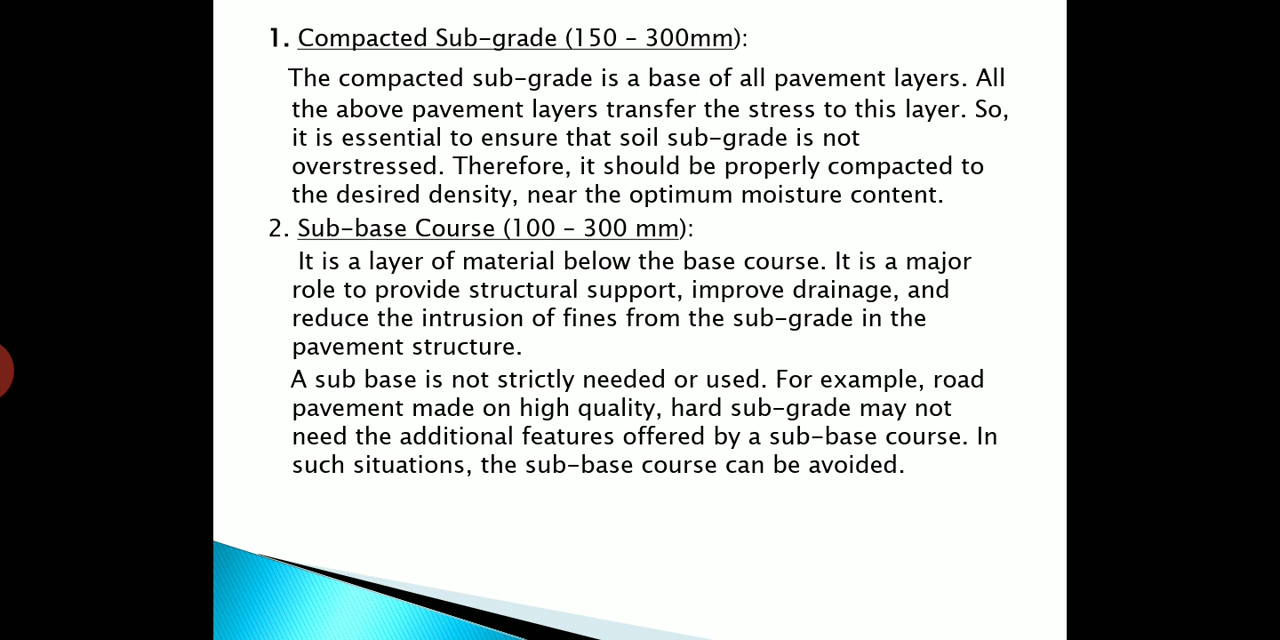 1. Compacted Sub-grade (150 – 300mm):
The compacted sub-grade is a base of all pavement layers. All
the above pavement layers transfer the stress to this layer. So,
it is essential to ensure that soil sub-grade is not
overstressed. Therefore, it should be properly compacted to
the desired density, near the optimum moisture content.
2. Sub-base Course (100 – 300 mm):
It is a layer of material below the base course. It is a major
role to provide structural support, improve drainage, and
reduce the intrusion of fines from the sub-grade in the
pavement structure.
A sub base is not strictly needed or used. For example, road
pavement made on high quality, hard sub-grade may not
need the additional features offered by a sub-base course. In
such situations, the sub-base course can be avoided.